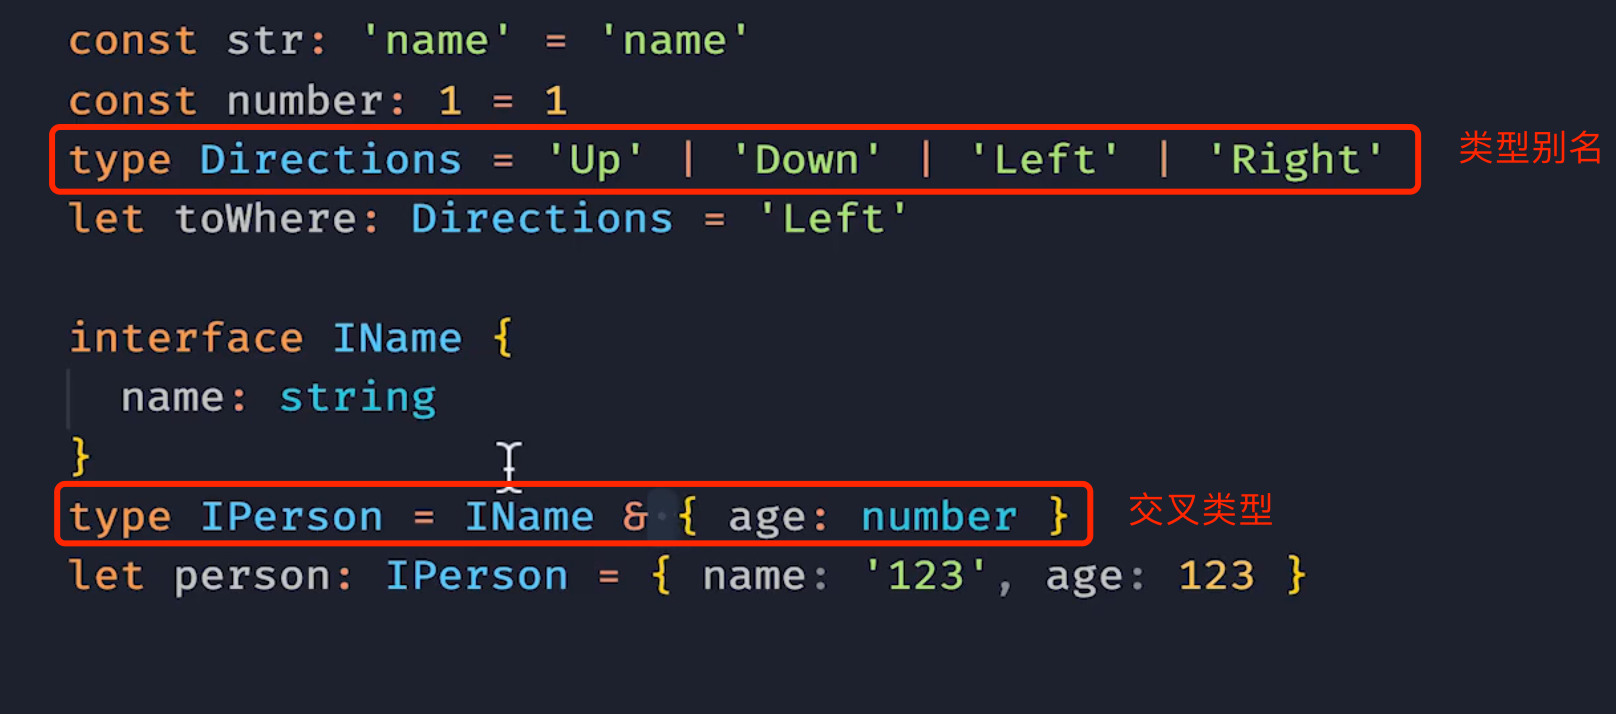 const str: 'name' = 'name'
const number: 1 = 1
type Directions = 'Up' | 'Down' | 'Left' | 'Right'
类型别名
let toWhere: Directions = 'Left'
interface IName {
name: string
}
type IPerson = IName & { age: number }
交叉类型
let person: IPerson = { name: '123', age: 123 }